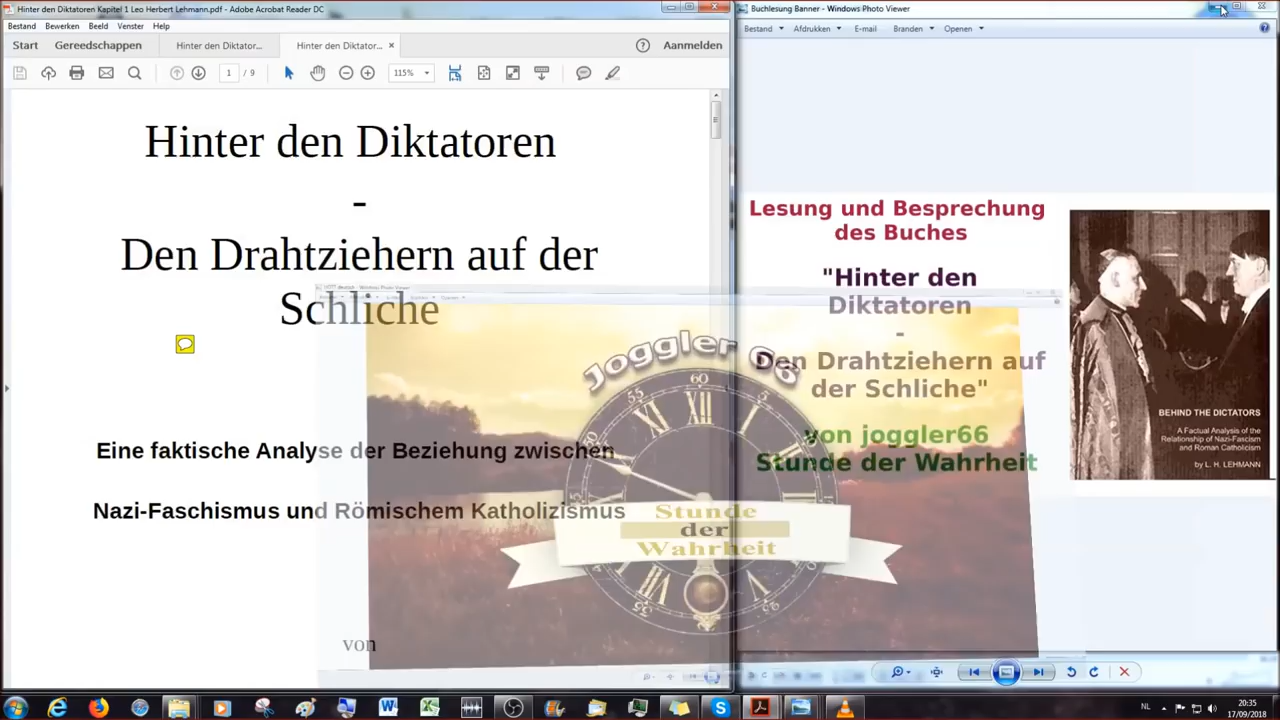 Hinter den Diktatoren Kapitel 1 Leo Herbert Lehmann.pdf - Adobe Acrobat Reader DC
Bestand Bewerken Beeld Venster Help
Start Gereedschappen Hinter den Diktator... Hinter den Diktator... × Aanmelden
1 / 9 115%
Hinter den Diktatoren
-
Den Drahtziehern auf der
Schliche
Eine faktische Analyse der Beziehung zwischen
Nazi-Faschismus und Römischem Katholizismus
von
Buchlesung Banner - Windows Photo Viewer
Bestand Afdrukken E-mail Branden Openen
Lesung und Besprechung
des Buches
"Hinter den
Diktatoren
-
Den Drahtziehern auf
der Schliche"
von joggler66
Stunde der Wahrheit
BEHIND THE DICTATORS
A Factual Analysis of the
Relationship of Nazi-Fascism
and Roman Catholicism
by L. H. LEHMANN
Joggler 66
60
55
5
XII
XI
Stunde
der
Wahrheit
NL
20:35
17/09/2018